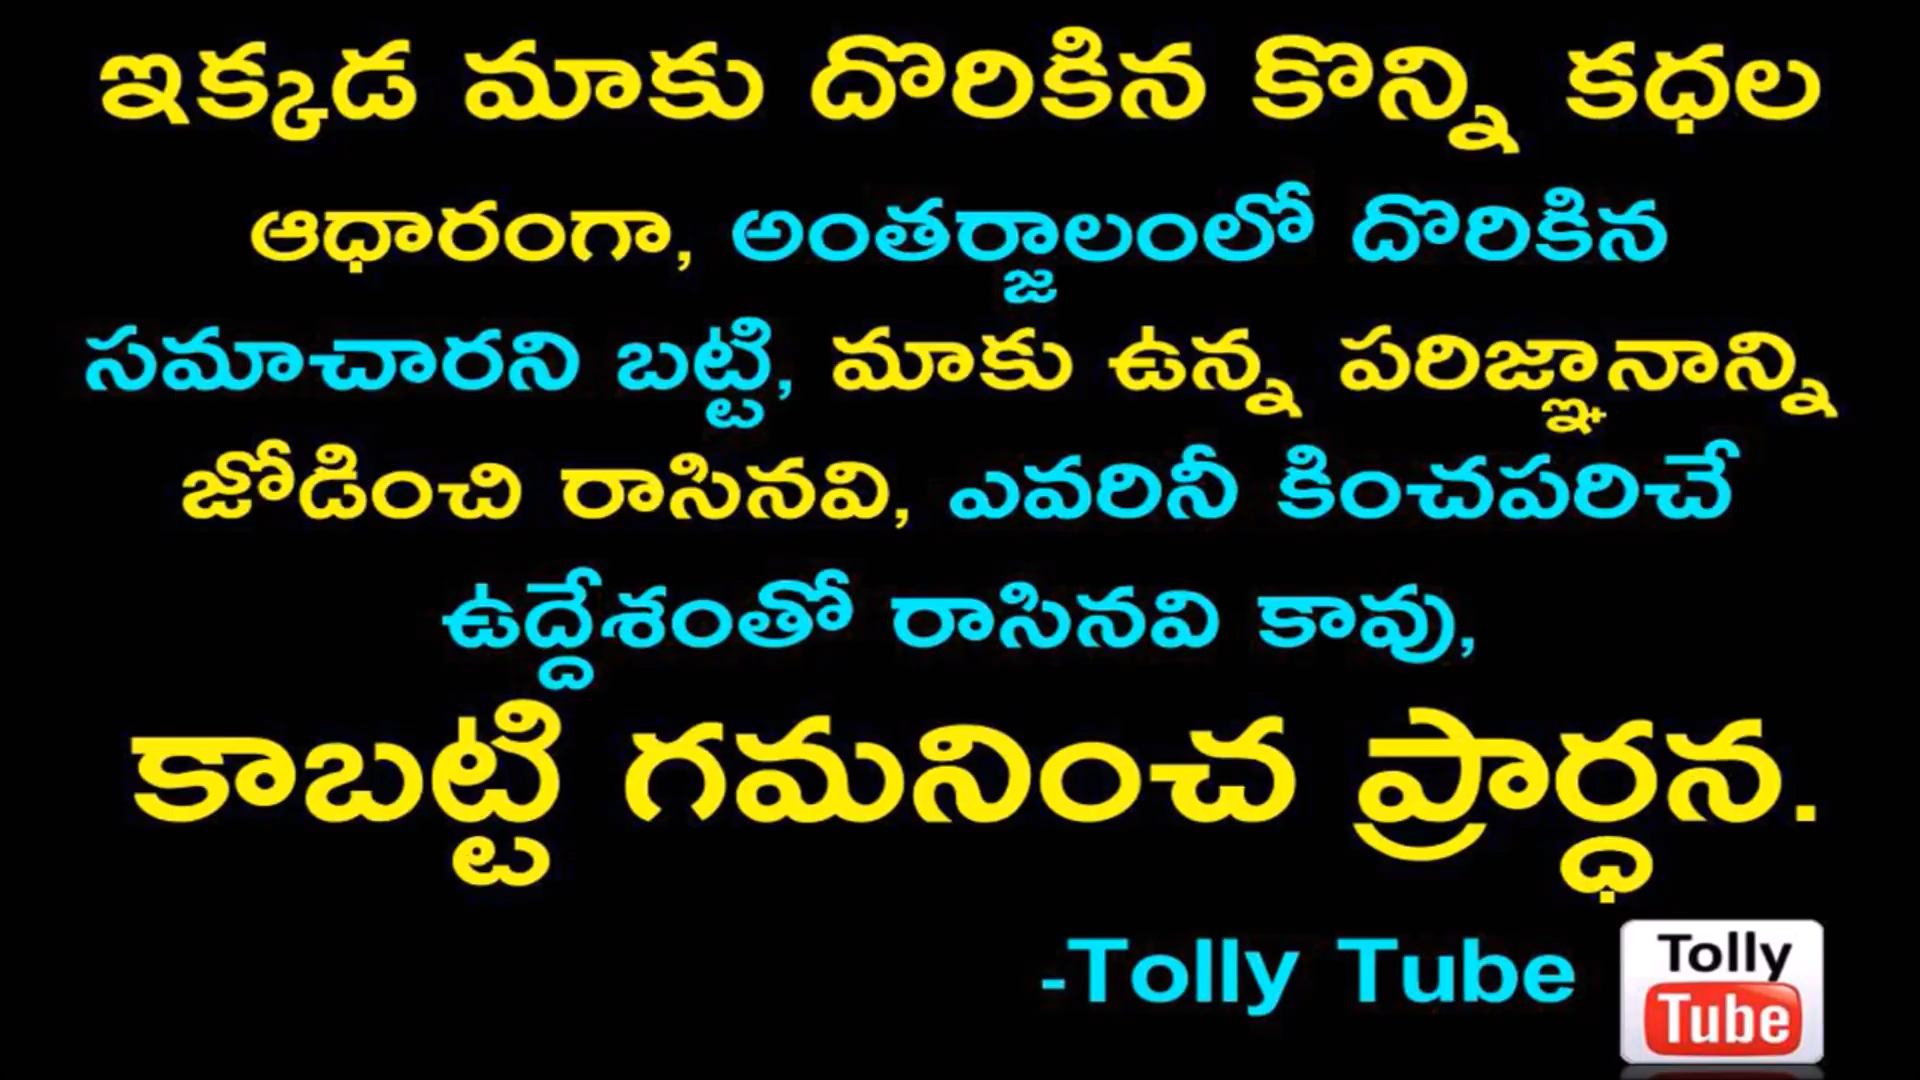 ఇక్కడ మాకు దొరికిన కొన్ని కధల
ఆధారంగా, అంతర్జాలంలో దొరికిన
సమాచారని బట్టి, మాకు ఉన్న పరిజ్ఞానాన్ని
జోడించి రాసినవి, ఎవరినీ కించపరిచే
ఉద్దేశంతో రాసినవి కావు,
కాబట్టి గమనించ ప్రార్ధన.
-Tolly Tube
Tolly
Tube